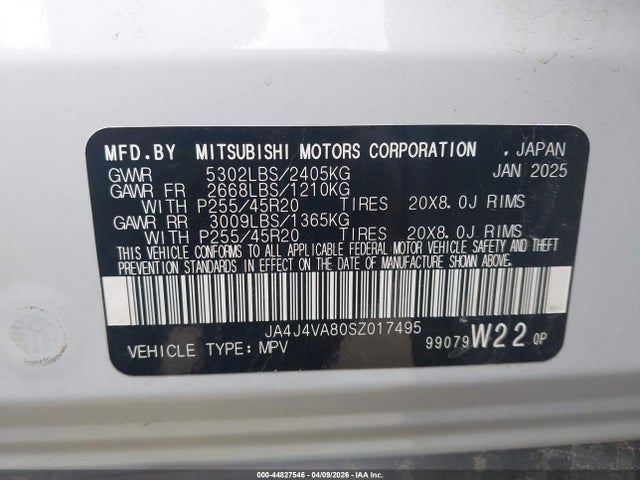 MFD.BY MITSUBISHI MOTORS CORPORATION , JAPAN
GVWR 5302LBS/2405KG JAN 2025
GAWR FR 2668LBS/1210KG
WITH P255/45R20 TIRES 20X8.0J RIMS
GAWR RR 3009LBS/1365KG
WITH P255/45R20 TIRES 20X8.0J RIMS
THIS VEHICLE CONFORMS TO ALL APPLICABLE FEDERAL MOTOR VEHICLE SAFETY AND THEFT
PREVENTION STANDARDS IN EFFECT ON THE DATE OF MANUFACTURE SHOWN ABOVE.
JA4J4VA80SZ017495
VEHICLE TYPE: MPV 99079 W22 0P
000-44827546 - 04/09/2026 - IAA Inc.